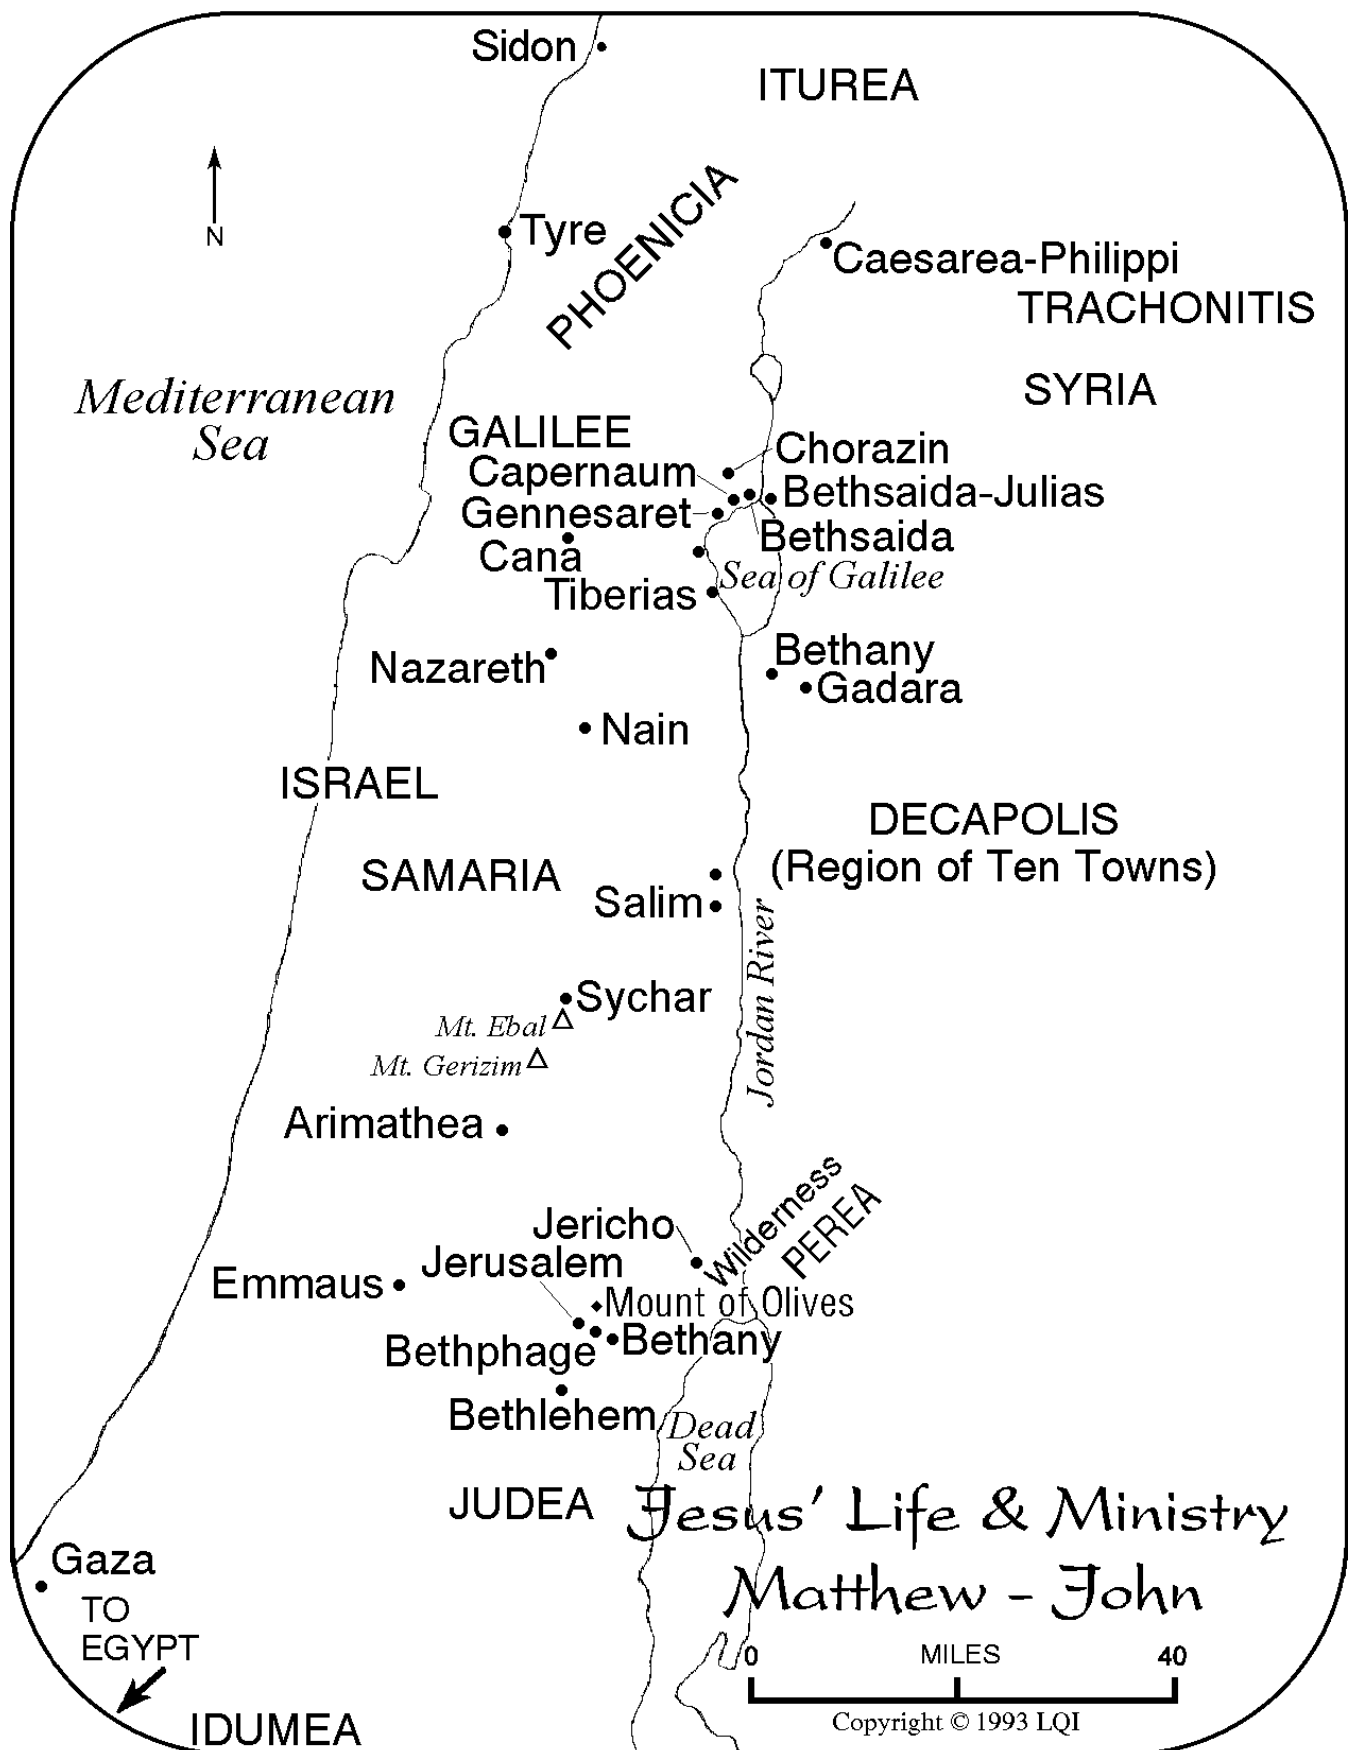 Sidon
ITUREA
N
Tyre
PHOENICIA
Caesarea-Philippi
TRACHONITIS
Mediterranean
Sea
SYRIA
GALILEE
Chorazin
Capernaum
Bethsaida-Julias
Gennesaret
Bethsaida
Cana
Sea of Galilee
Tiberias
Bethany
Nazareth
Gadara
Nain
ISRAEL
DECAPOLIS
(Region of Ten Towns)
SAMARIA
Salim
Jordan River
Sychar
Mt. Ebal
Mt. Gerizim
Arimathea
Wilderness
PEREA
Jericho
Jerusalem
Emmaus
Mount of Olives
Bethany
Bethphage
Bethlehem
Dead
Sea
JUDEA
Jesus' Life & Ministry
Matthew - John
Gaza
TO
EGYPT
0 MILES 40
Copyright © 1993 LQI
IDUMEA